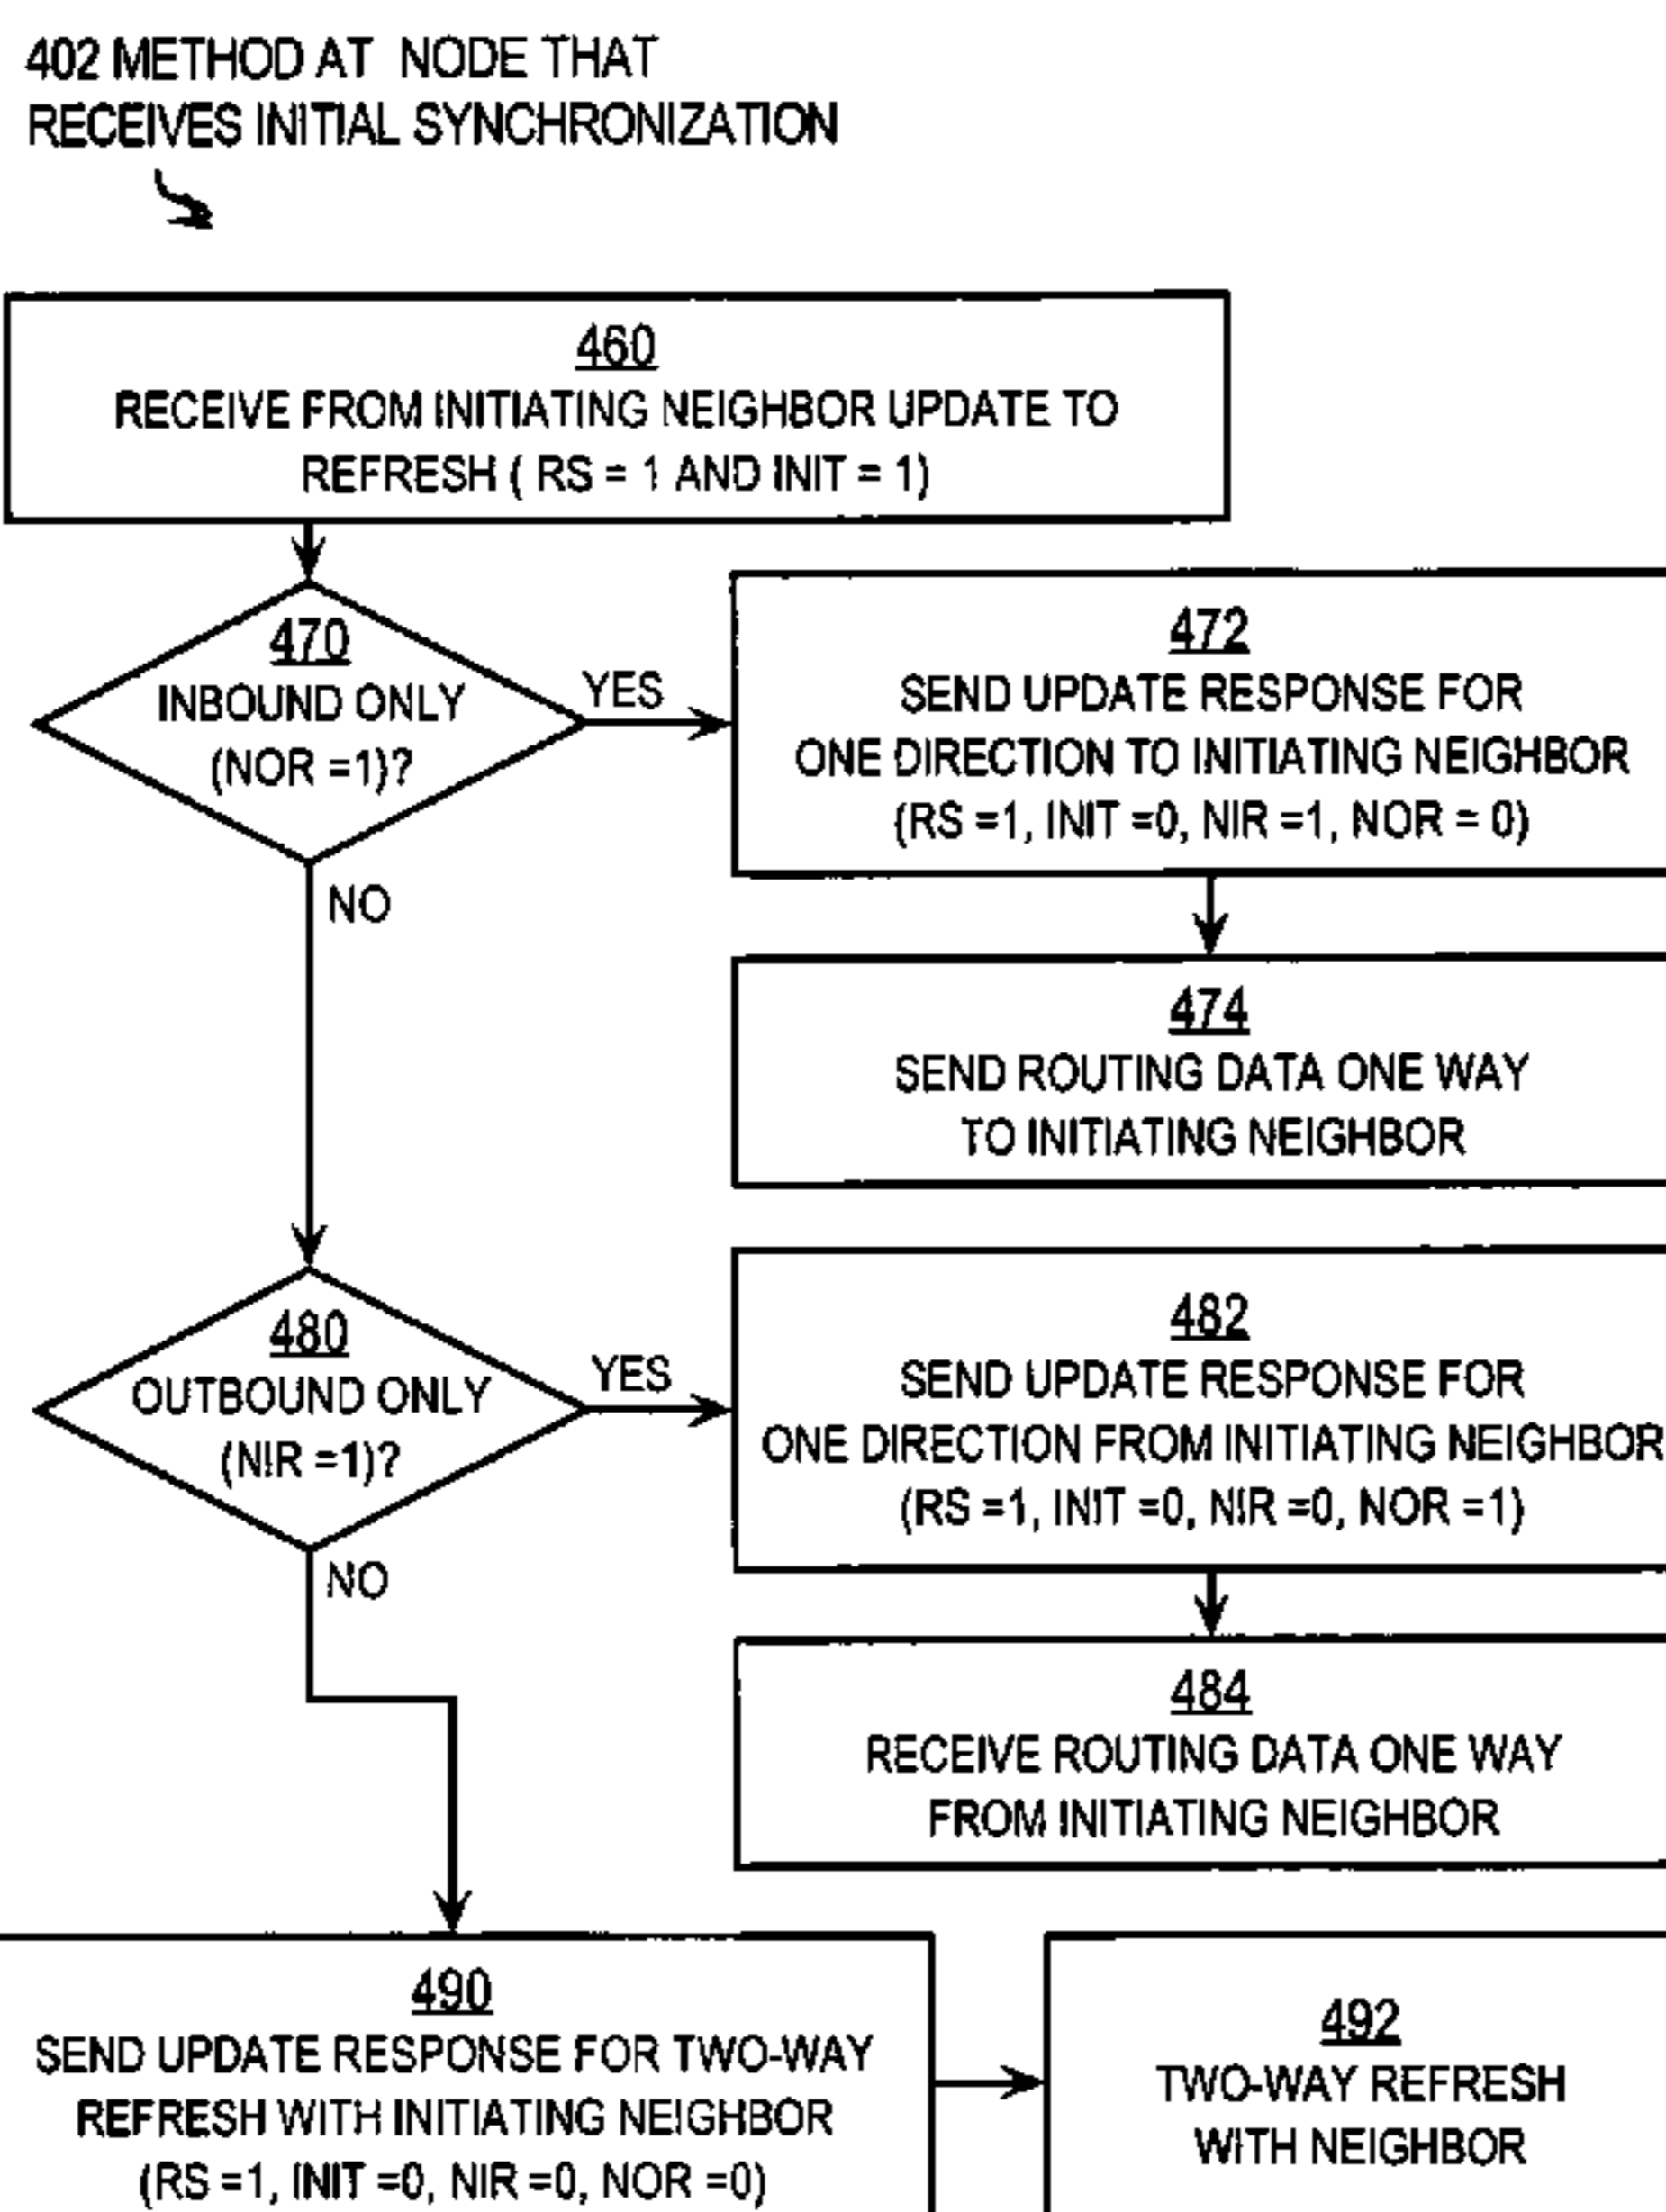 402 METHOD AT NODE THAT
RECEIVES INITIAL SYNCHRONIZATION
460
RECEIVE FROM INITIATING NEIGHBOR UPDATE TO
REFRESH ( RS = 1 AND INIT = 1)
470
INBOUND ONLY
(NOR =1)?
YES
NO
472
SEND UPDATE RESPONSE FOR
ONE DIRECTION TO INITIATING NEIGHBOR
(RS =1, INIT =0, NIR =1, NOR = 0)
474
SEND ROUTING DATA ONE WAY
TO INITIATING NEIGHBOR
480
OUTBOUND ONLY
(NIR =1)?
YES
NO
482
SEND UPDATE RESPONSE FOR
ONE DIRECTION FROM INITIATING NEIGHBOR
(RS =1, INIT =0, NIR =0, NOR =1)
484
RECEIVE ROUTING DATA ONE WAY
FROM INITIATING NEIGHBOR
490
SEND UPDATE RESPONSE FOR TWO-WAY
REFRESH WITH INITIATING NEIGHBOR
(RS =1, INIT =0, NIR =0, NOR =0)
492
TWO-WAY REFRESH
WITH NEIGHBOR